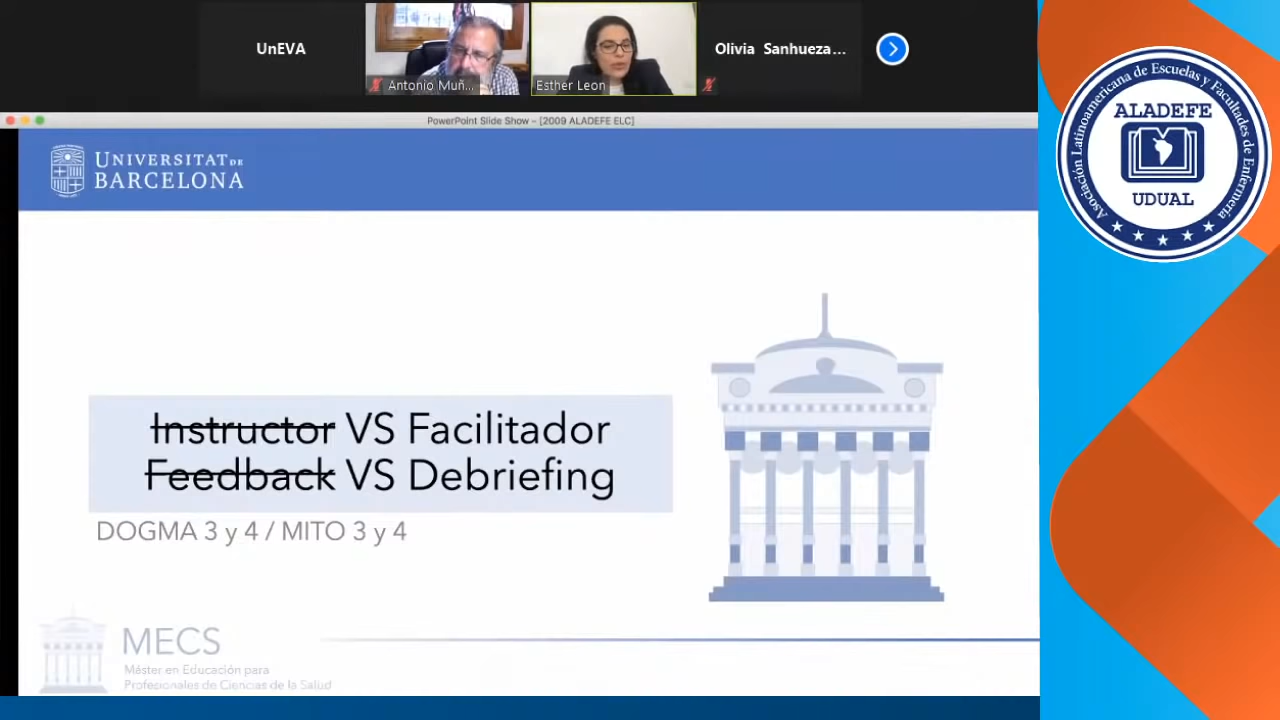 UnEVA
Antonio Muñ...
Esther Leon
Olivia Sanhueza...
PowerPoint Slide Show - [2009 ALADEFE ELC]
UNIVERSITAT DE
BARCELONA
Instructor VS Facilitador
Feedback VS Debriefing
DOGMA 3 y 4 / MITO 3 y 4
MECS
Máster en Educación para
Profesionales de Ciencias de la Salud
Asociación Latinoamericana de Escuelas y Facultades de Enfermería
ALADEFE
UDUAL